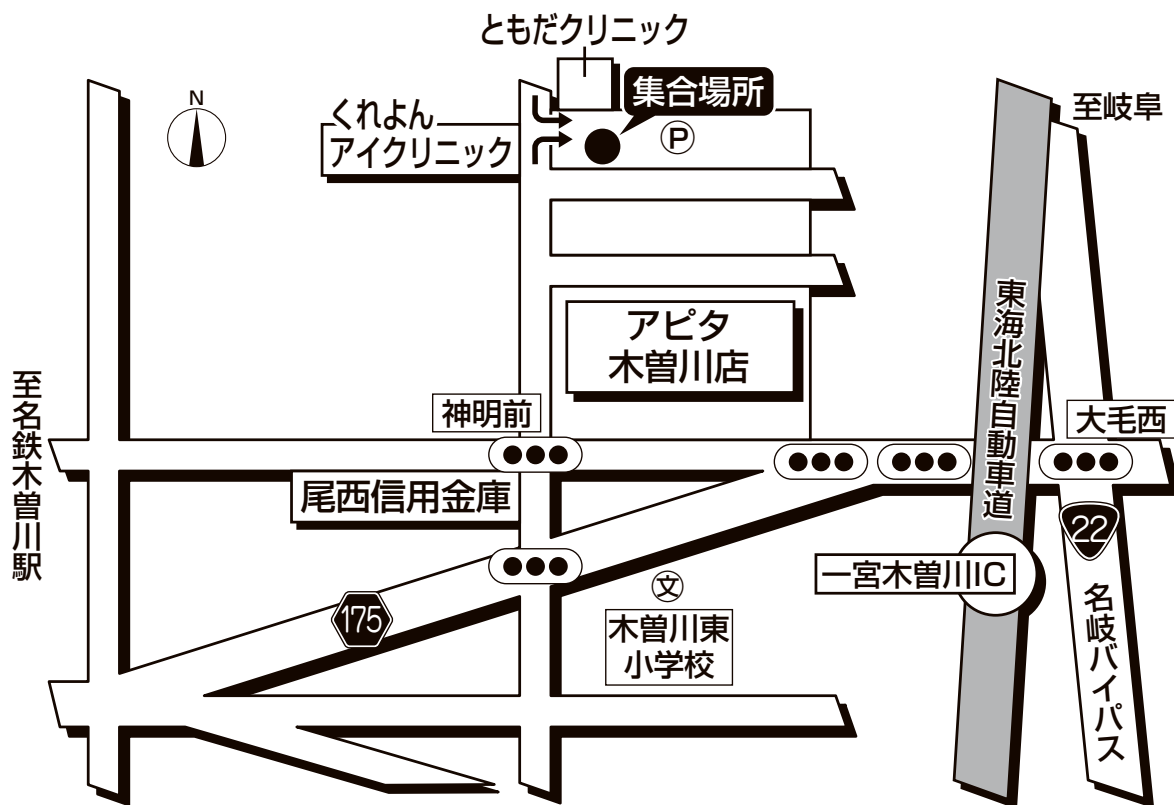 ともだクリニック
N
集合場所
くれよん
アイクリニック
P
至岐阜
アピタ
木曽川店
東海北陸自動車道
至名鉄木曽川駅
神明前
大毛西
尾西信用金庫
22
一宮木曽川IC
文
175
木曽川東
小学校
名岐バイパス